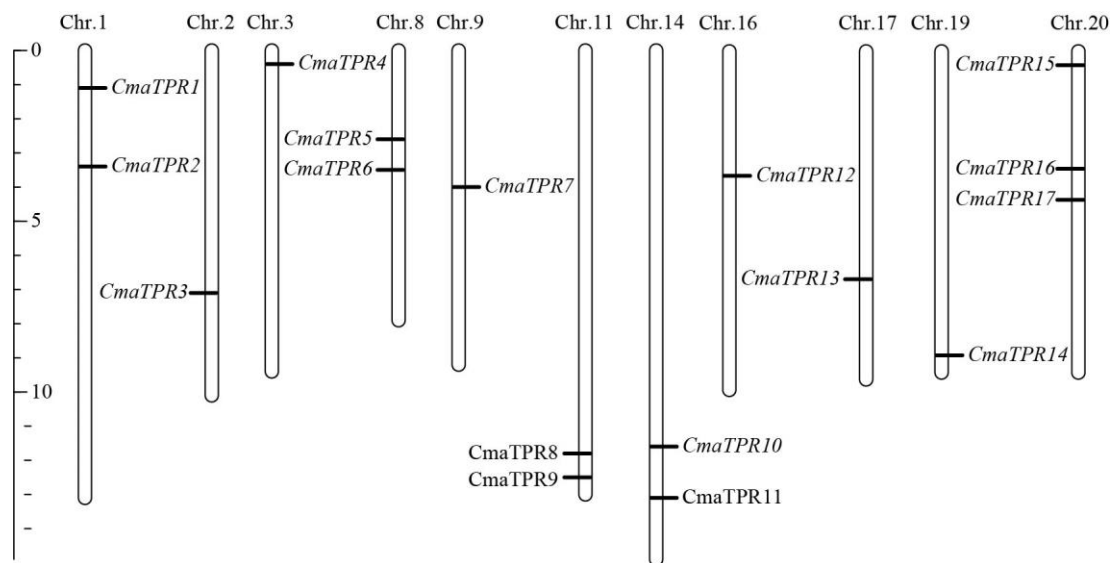 Chr.1
Chr.2
Chr.3
Chr.8
Chr.9
Chr.11
Chr.14
Chr.16
Chr.17
Chr.19
Chr.20
0
CmaTPR4
CmaTPR15
CmaTPR1
CmaTPR5
CmaTPR2
CmaTPR6
CmaTPR16
CmaTPR12
CmaTPR7
CmaTPR17
5
CmaTPR13
CmaTPR3
CmaTPR14
10
CmaTPR10
CmaTPR8
CmaTPR9
CmaTPR11